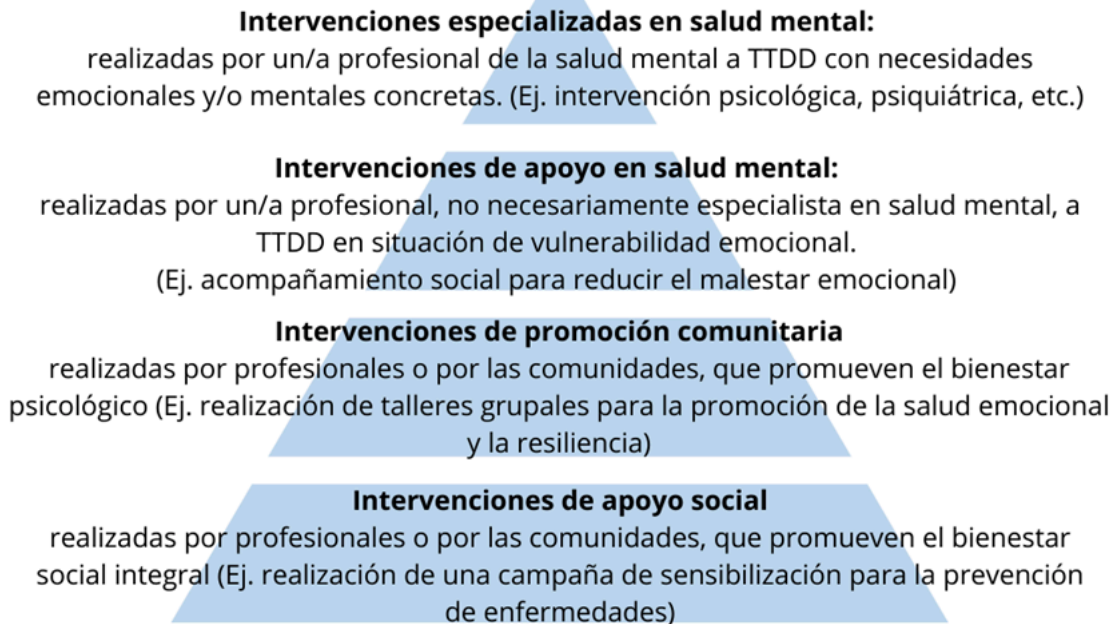 Intervenciones especializadas en salud mental:
realizadas por un/a profesional de la salud mental a TTDD con necesidades
emocionales y/o mentales concretas. (Ej. intervención psicológica, psiquiátrica, etc.)
Intervenciones de apoyo en salud mental:
realizadas por un/a profesional, no necesariamente especialista en salud mental, a
TTDD en situación de vulnerabilidad emocional.
(Ej. acompañamiento social para reducir el malestar emocional)
Intervenciones de promoción comunitaria
realizadas por profesionales o por las comunidades, que promueven el bienestar
psicológico (Ej. realización de talleres grupales para la promoción de la salud emocional
y la resiliencia)
Intervenciones de apoyo social
realizadas por profesionales o por las comunidades, que promueven el bienestar
social integral (Ej. realización de una campaña de sensibilización para la prevención
de enfermedades)